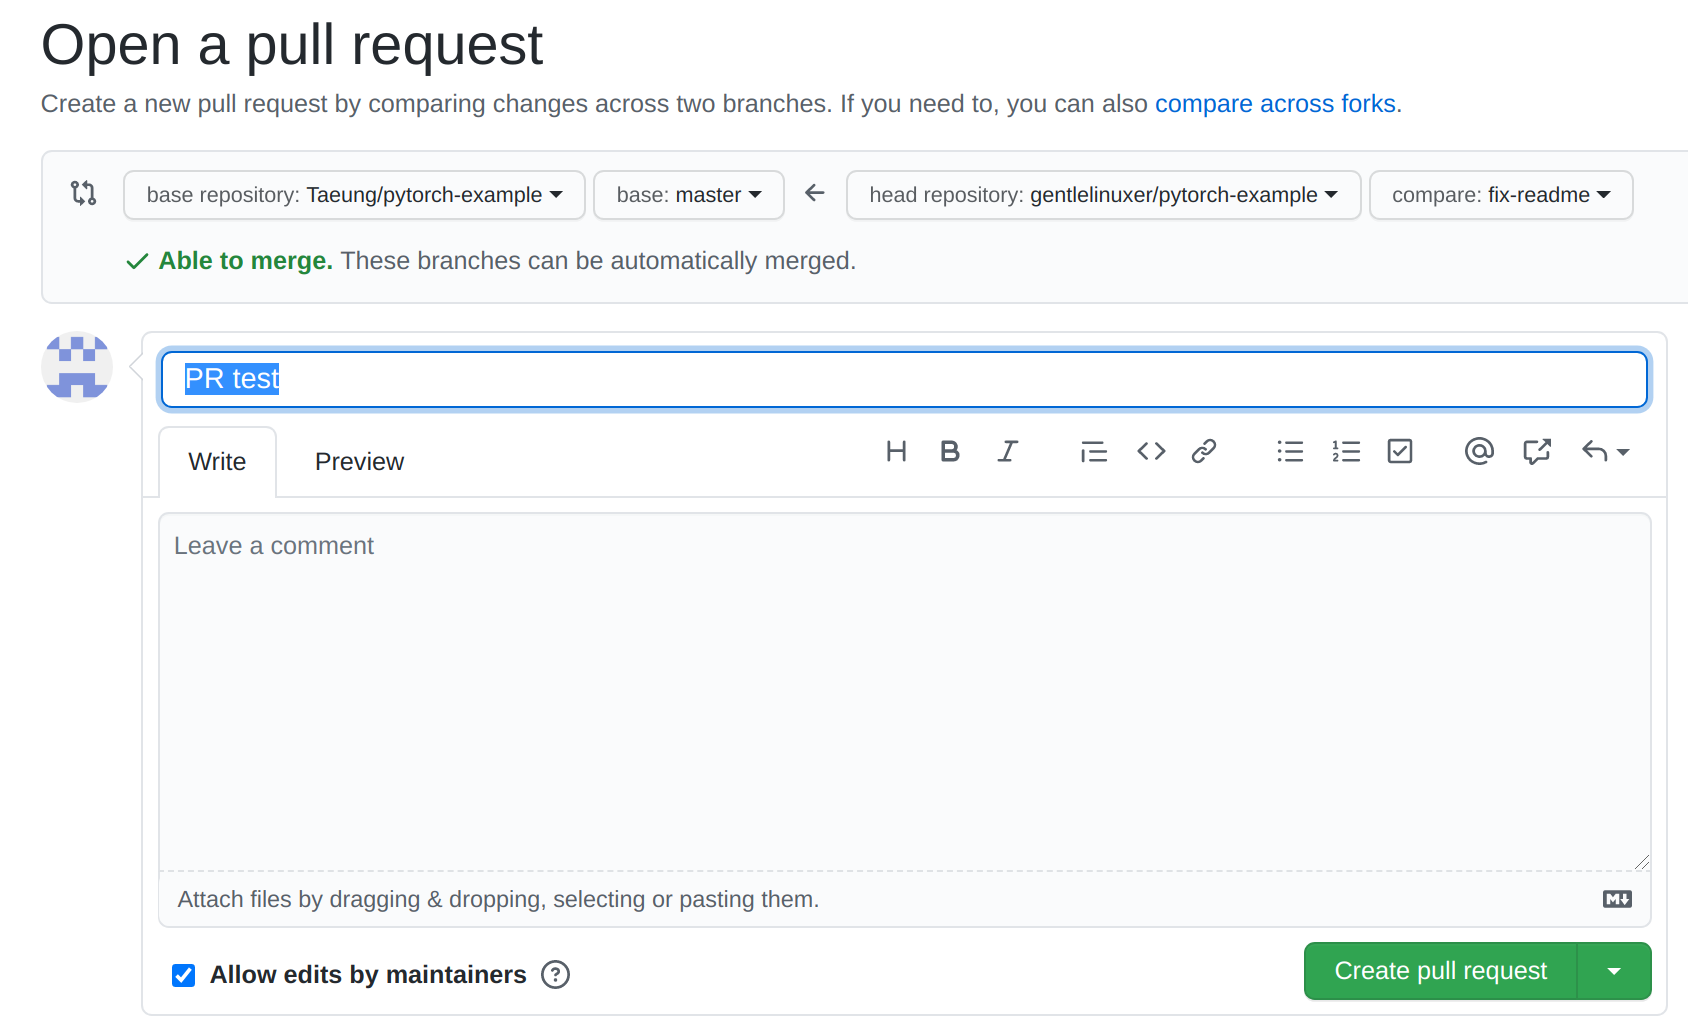 Open a pull request
Create a new pull request by comparing changes across two branches. If you need to, you can also compare across forks.
base repository: Taeung/pytorch-example base: master head repository: gentlelinuxer/pytorch-example compare: fix-readme
Able to merge. These branches can be automatically merged.
PR test
Write Preview
Leave a comment
Attach files by dragging & dropping, selecting or pasting them.
Allow edits by maintainers
Create pull request